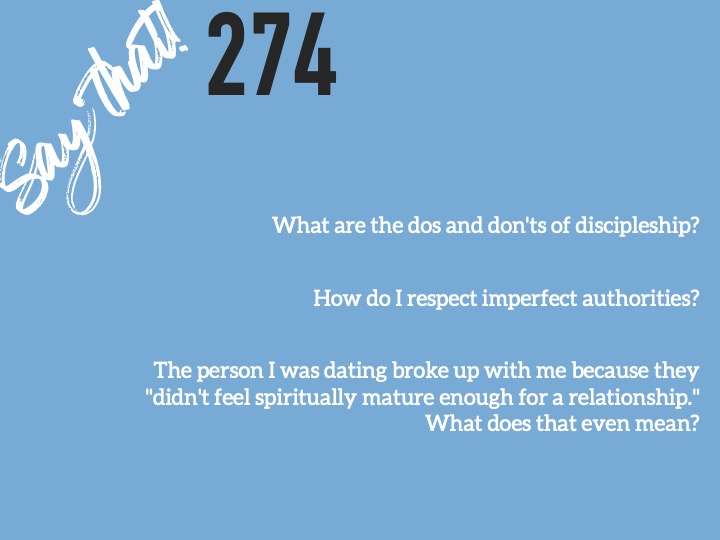 Say that!
274
What are the dos and don'ts of discipleship?
How do I respect imperfect authorities?
The person I was dating broke up with me because they
"didn't feel spiritually mature enough for a relationship."
What does that even mean?